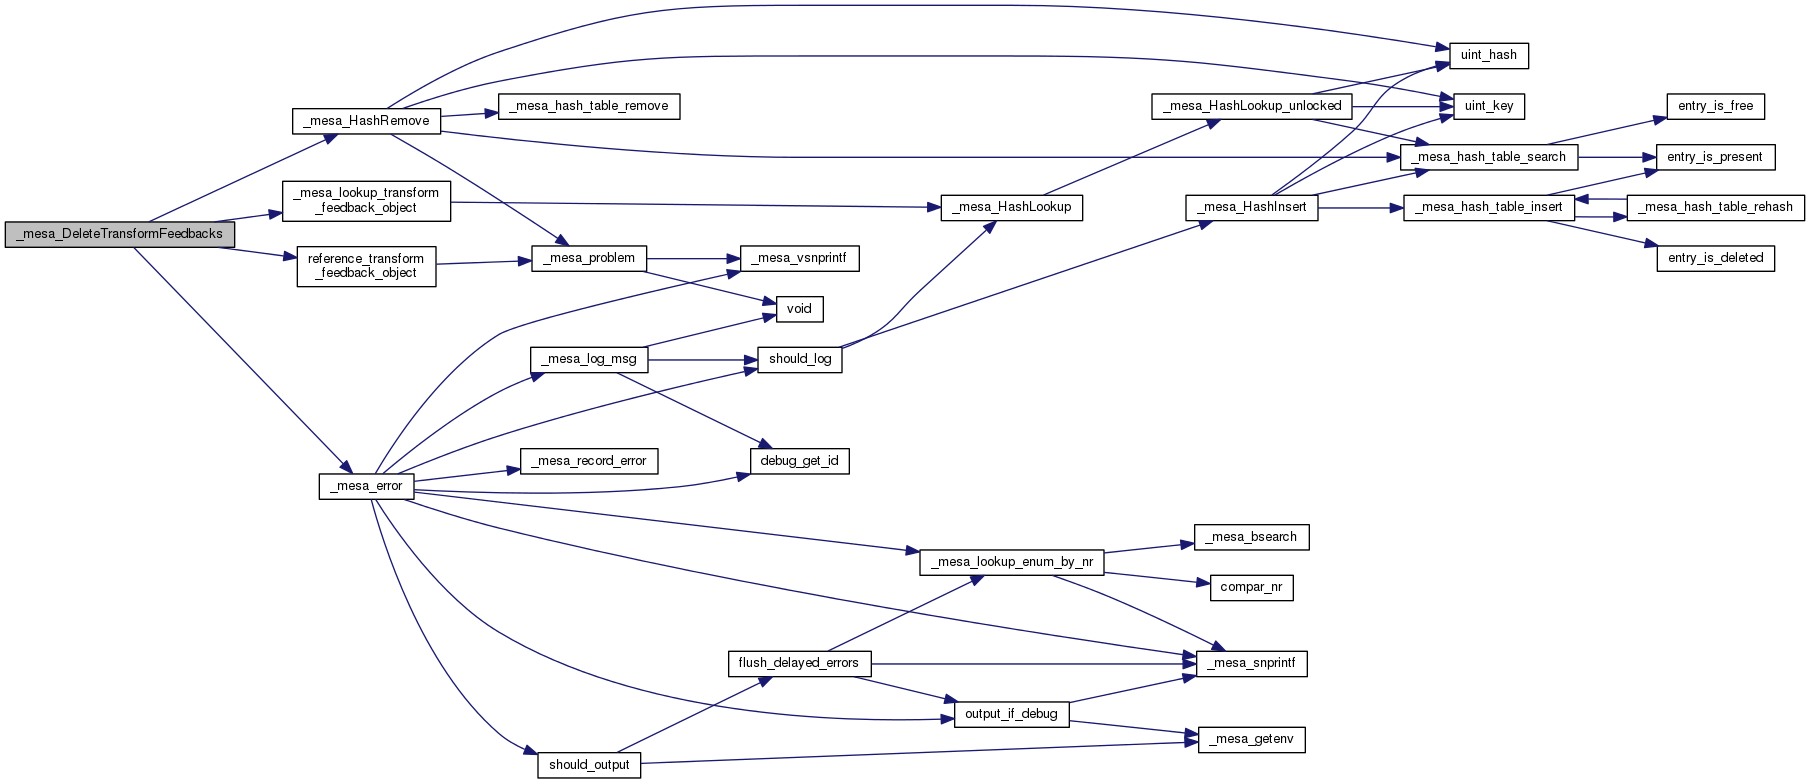 uint_hash
_mesa_HashLookup_unlocked
uint_key
entry_is_free
_mesa_hash_table_remove
_mesa_HashRemove
_mesa_hash_table_search
entry_is_present
_mesa_lookup_transform
_feedback_object
_mesa_HashLookup
_mesa_HashInsert
_mesa_hash_table_insert
_mesa_hash_table_rehash
_mesa_DeleteTransformFeedbacks
reference_transform
_feedback_object
_mesa_problem
_mesa_vsnprintf
entry_is_deleted
void
_mesa_log_msg
should_log
_mesa_record_error
debug_get_id
_mesa_error
_mesa_bsearch
_mesa_lookup_enum_by_nr
compar_nr
flush_delayed_errors
_mesa_snprintf
output_if_debug
_mesa_getenv
should_output